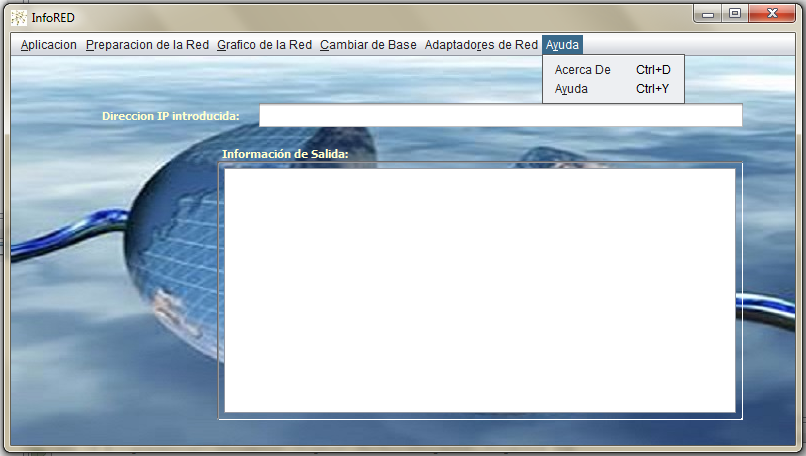 InfoRED
Aplicacion Preparacion de la Red Grafico de la Red Cambiar de Base Adaptadores de Red Ayuda
Acerca De Ctrl+D
Ayuda Ctrl+Y
Direccion IP introducida:
Información de Salida: